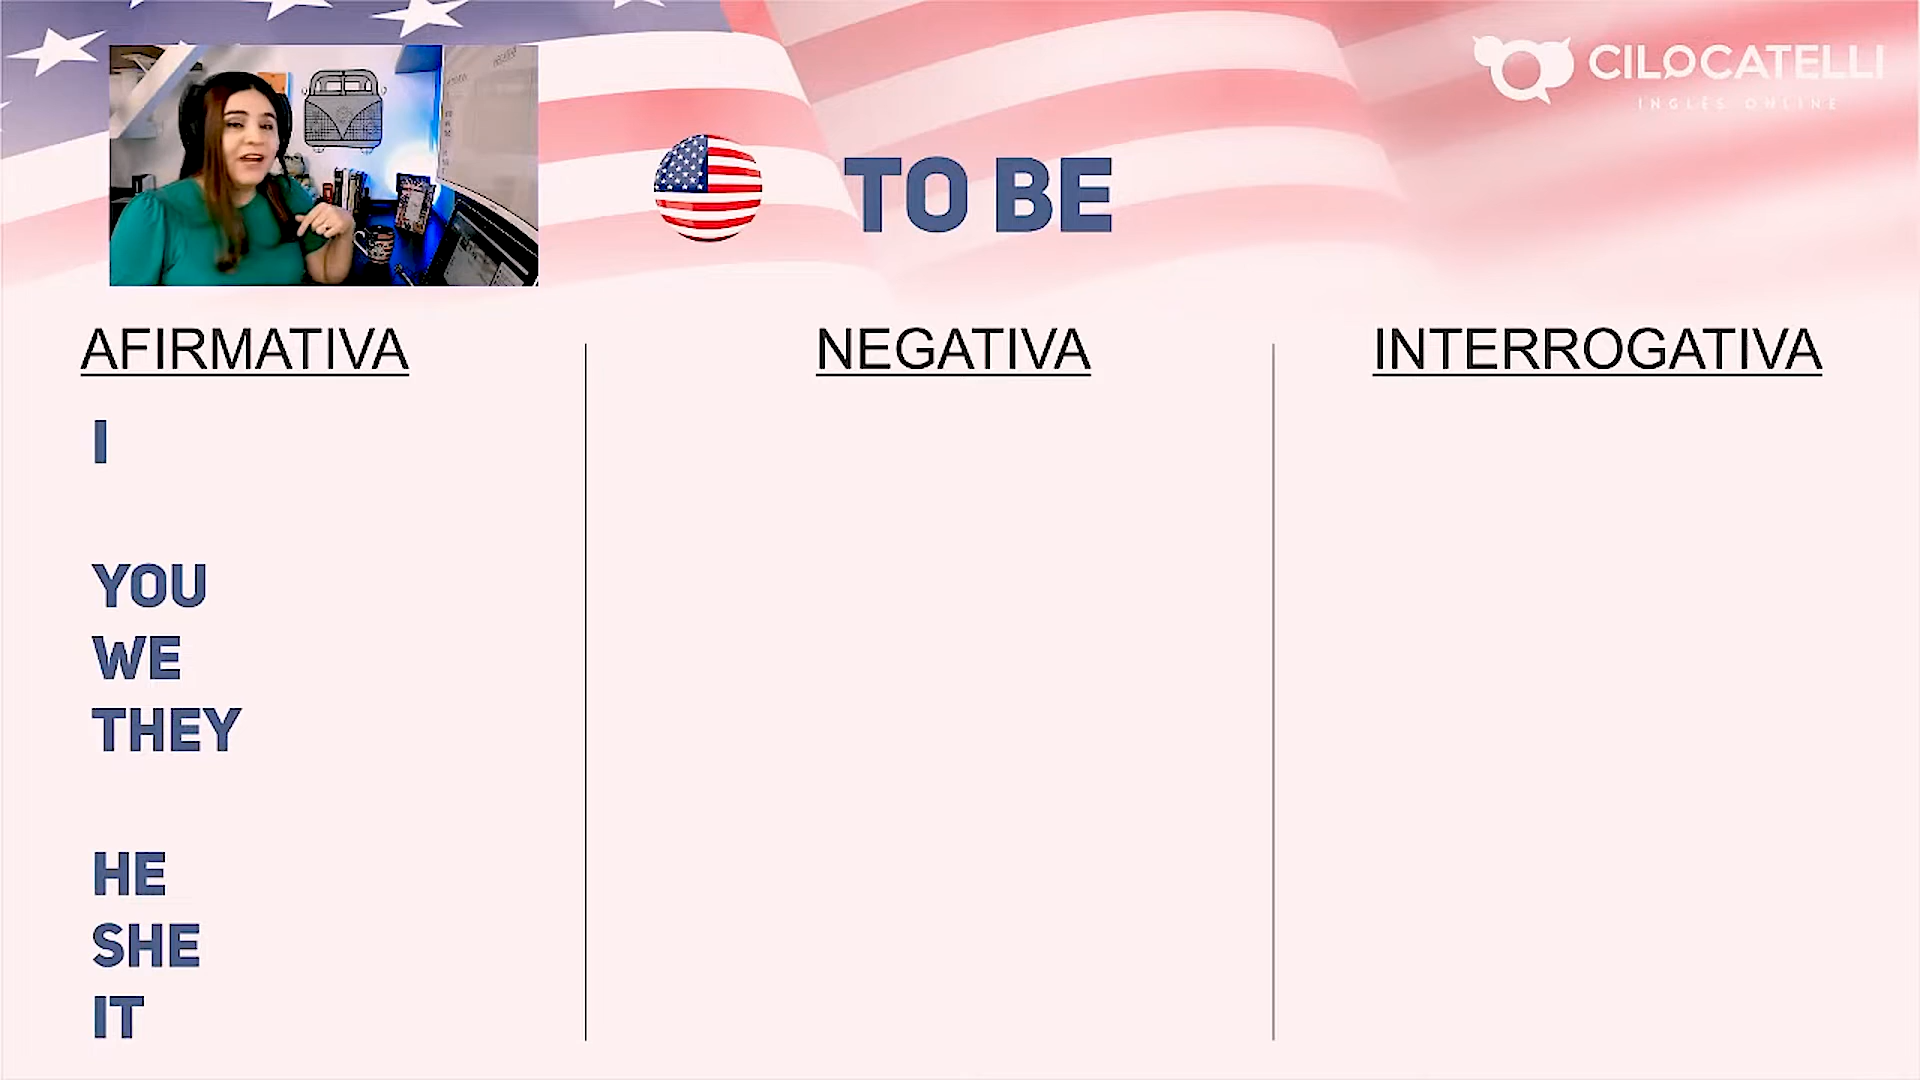 CILOCATELLI
INGLÊS ONLINE
TO BE
AFIRMATIVA
NEGATIVA
INTERROGATIVA
I
YOU
WE
THEY
HE
SHE
IT